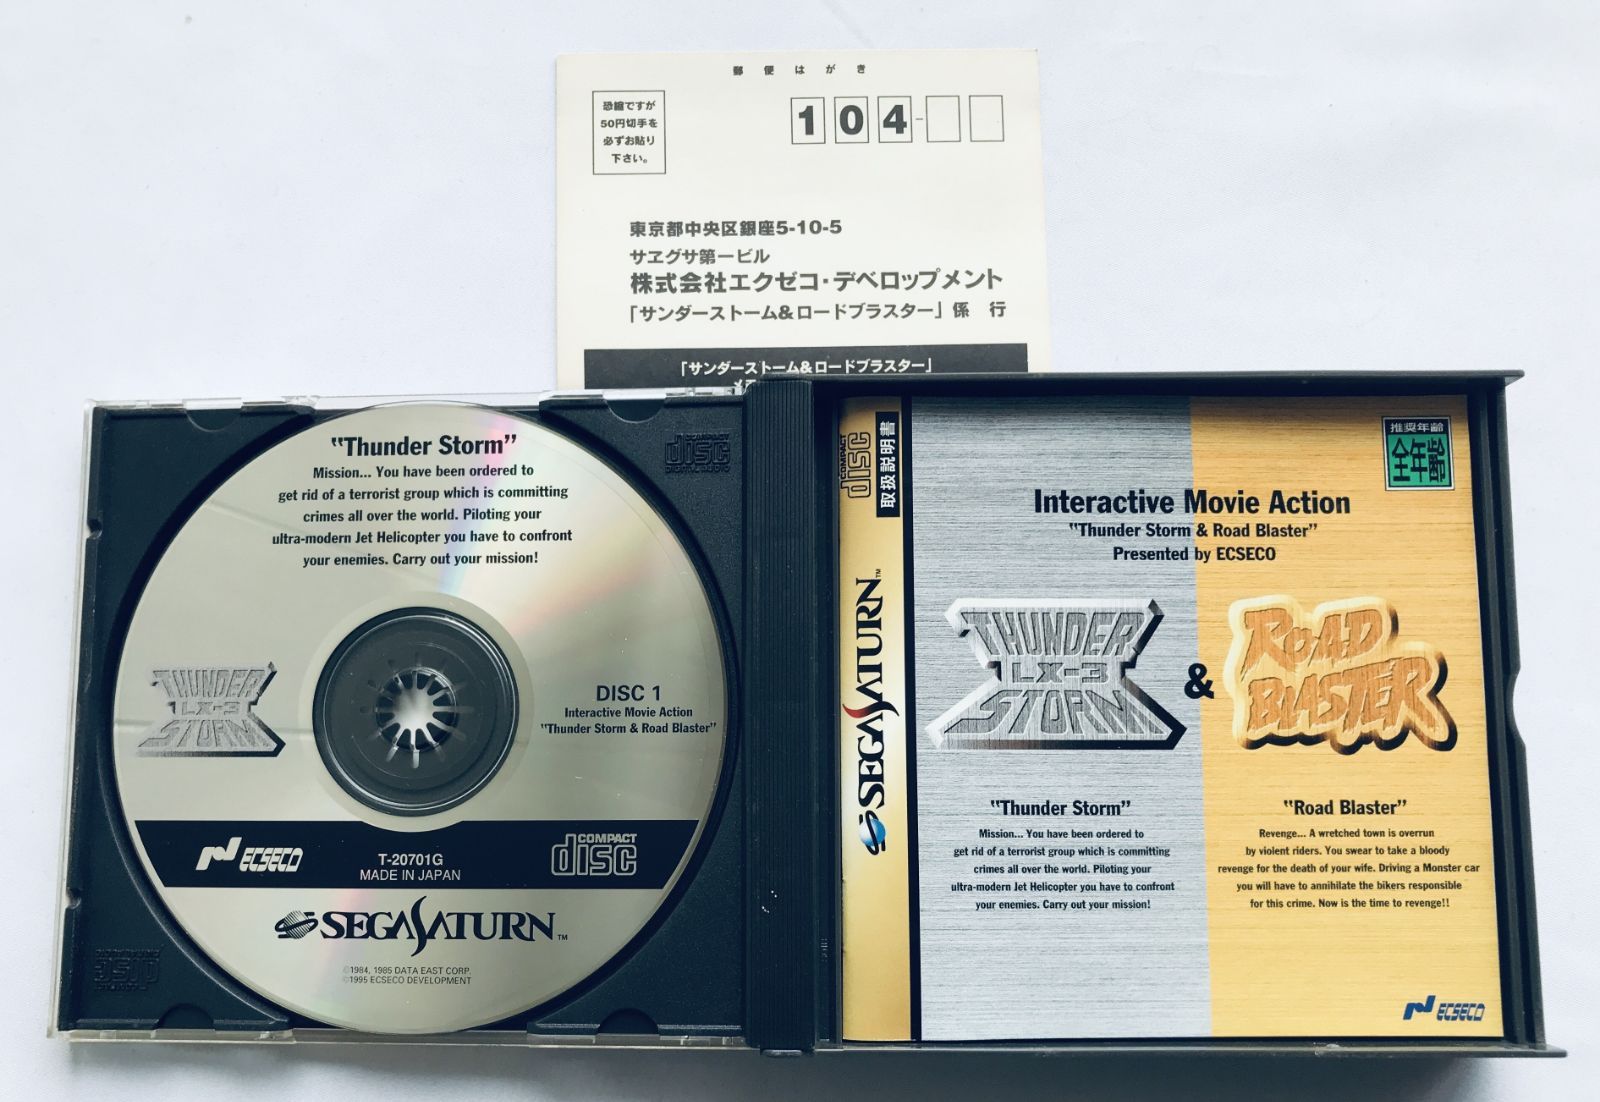 郵便はがき
恐縮ですが
50円切手を
必ずお貼り
下さい。
104-
東京都中央区銀座5-10-5
サヱグサ第一ビル
株式会社エクゼコ・デベロップメント
「サンダーストーム&ロードブラスター」係 行
「サンダーストーム&ロードブラスター」
"Thunder Storm"
Mission... You have been ordered to
get rid of a terrorist group which is committing
crimes all over the world. Piloting your
ultra-modern Jet Helicopter you have to confront
your enemies. Carry out your mission!
COMPACT
disc
DIGITAL AUDIO
THUNDER
LX-3
STORM
DISC 1
Interactive Movie Action
"Thunder Storm & Road Blaster"
ECSECO
T-20701G
MADE IN JAPAN
COMPACT
disc
SEGA SATURN™
©1984, 1985 DATA EAST CORP.
©1995 ECSECO DEVELOPMENT
COMPACT
disc
取扱説明書
SEGA SATURN™
推奨年齢
全年齢
Interactive Movie Action
"Thunder Storm & Road Blaster"
Presented by ECSECO
THUNDER
LX-3
STORM
&
ROAD
BLASTER
"Thunder Storm"
Mission... You have been ordered to
get rid of a terrorist group which is committing
crimes all over the world. Piloting your
ultra-modern Jet Helicopter you have to confront
your enemies. Carry out your mission!
"Road Blaster"
Revenge... A wretched town is overrun
by violent riders. You swear to take a bloody
revenge for the death of your wife. Driving a Monster car
you will have to annihilate the bikers responsible
for this crime. Now is the time to revenge!!
ECSECO